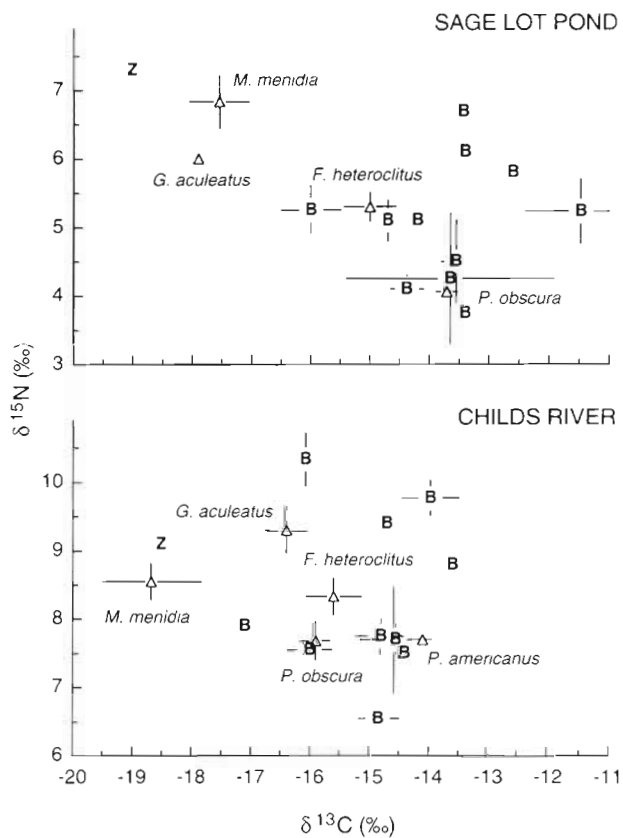 SAGE LOT POND
7
6
5
4
3
Z
M. menidia
B
B
G. aculeatus
F. heteroclitus
B
B
B
B
B
B
B
B
P. obscura
B
δ ¹⁵N (‰)
CHILDS RIVER
10
9
8
7
6
B
B
G. aculeatus
B
Z
F. heteroclitus
B
M. menidia
B
B
B
B
B
P. obscura
P. americanus
B
-20 -19 -18 -17 -16 -15 -14 -13 -12 -11
δ ¹³C (‰)